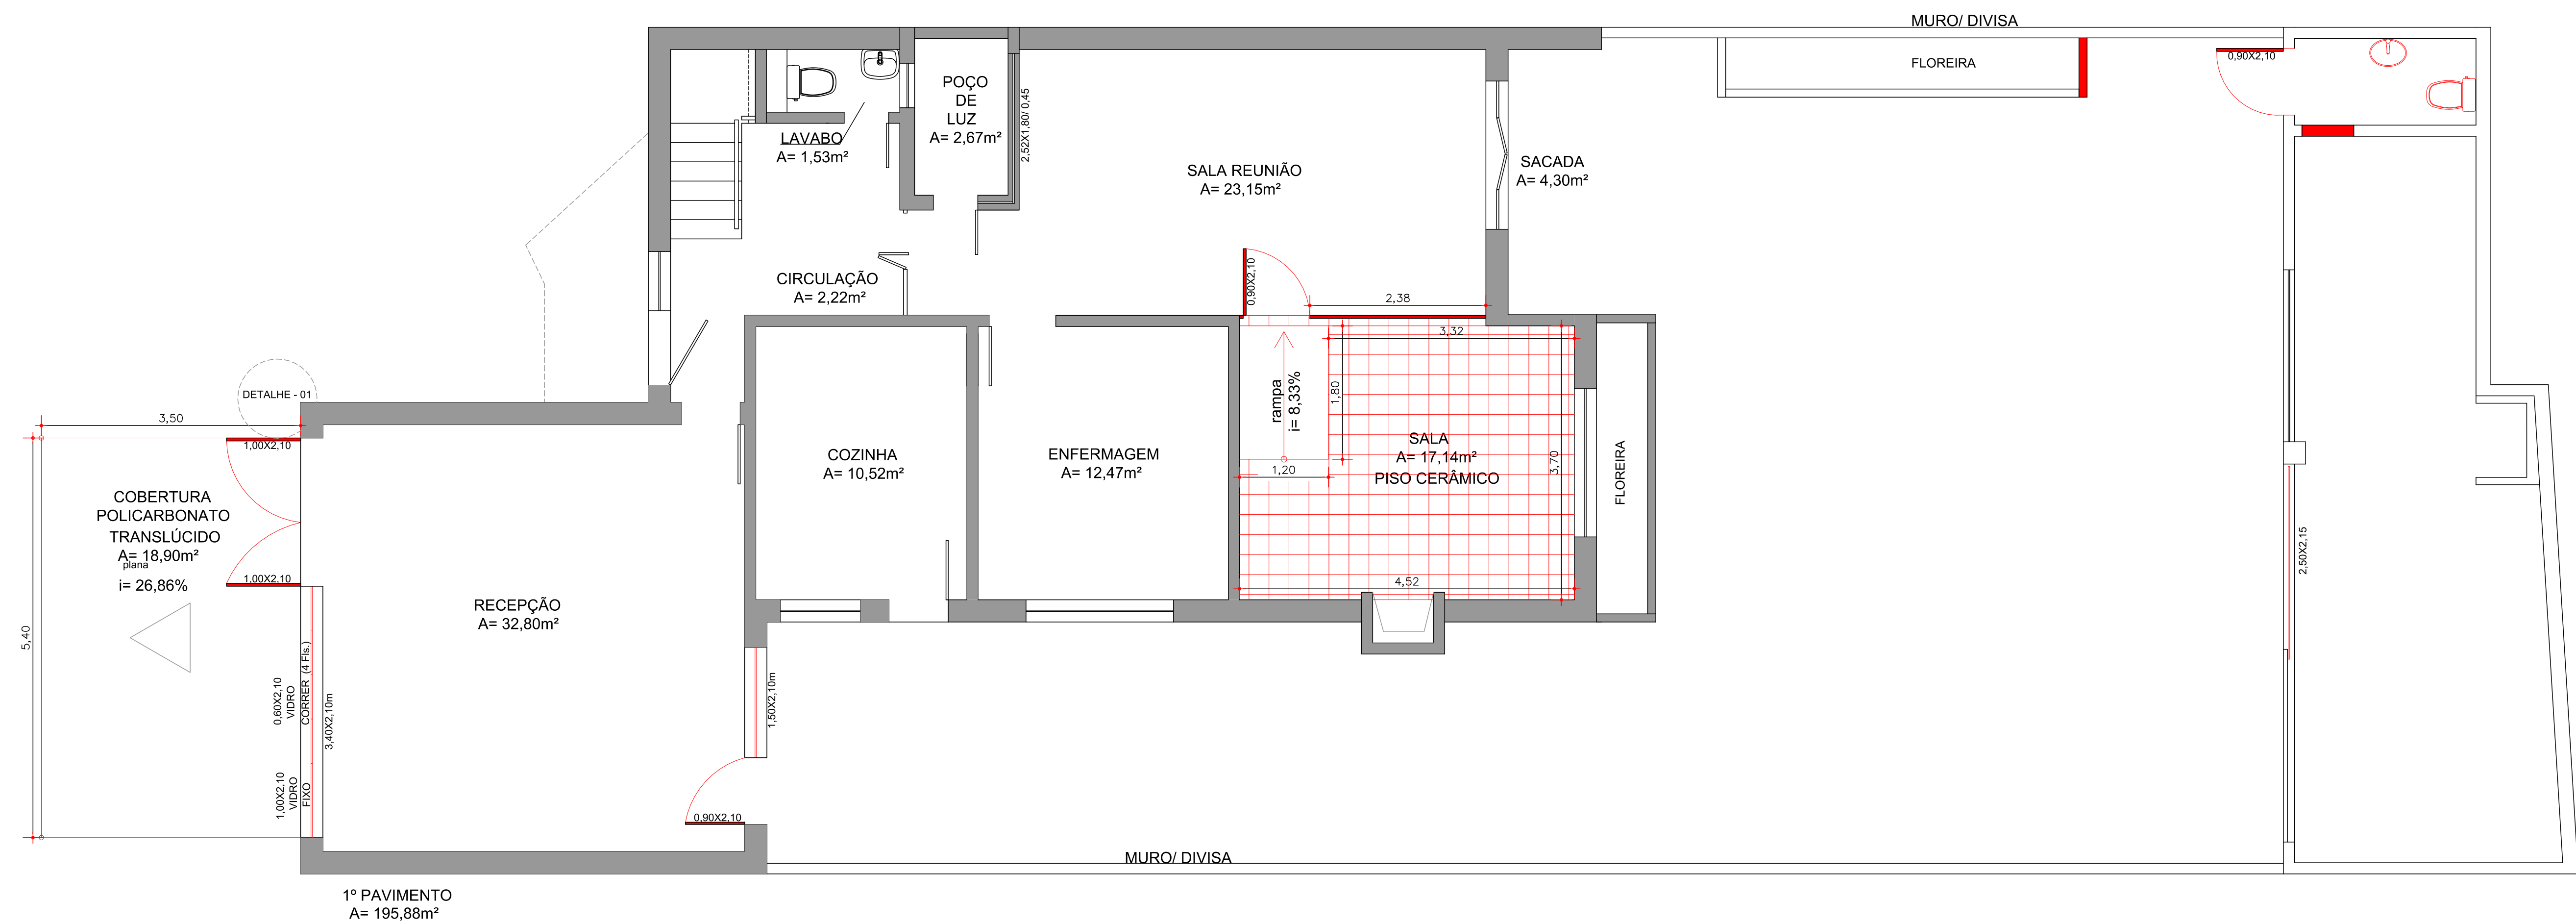 MURO/ DIVISA
FLOREIRA
0,90X2,10
POÇO
DE
LUZ
A= 2,67m²
2,52X1,80/ 0,45
LAVABO
A= 1,53m²
SALA REUNIÃO
A= 23,15m²
SACADA
A= 4,30m²
CIRCULAÇÃO
A= 2,22m²
0,90X2,10
2,38
3,32
DETALHE - 01
3,50
1,00X2,10
rampa
i= 8,33%
1,80
1,20
SALA
A= 17,14m²
PISO CERÂMICO
3,70
4,52
FLOREIRA
COZINHA
A= 10,52m²
ENFERMAGEM
A= 12,47m²
COBERTURA
POLICARBONATO
TRANSLÚCIDO
A= 18,90m²
plana
i= 26,86%
1,00X2,10
5,40
RECEPÇÃO
A= 32,80m²
2,50X2,15
0,60X2,10
VIDRO
CORRER (4 Fls.)
3,40X2,10m
1,00X2,10
VIDRO
FIXO
1,50X2,10m
0,90X2,10
MURO/ DIVISA
1º PAVIMENTO
A= 195,88m²